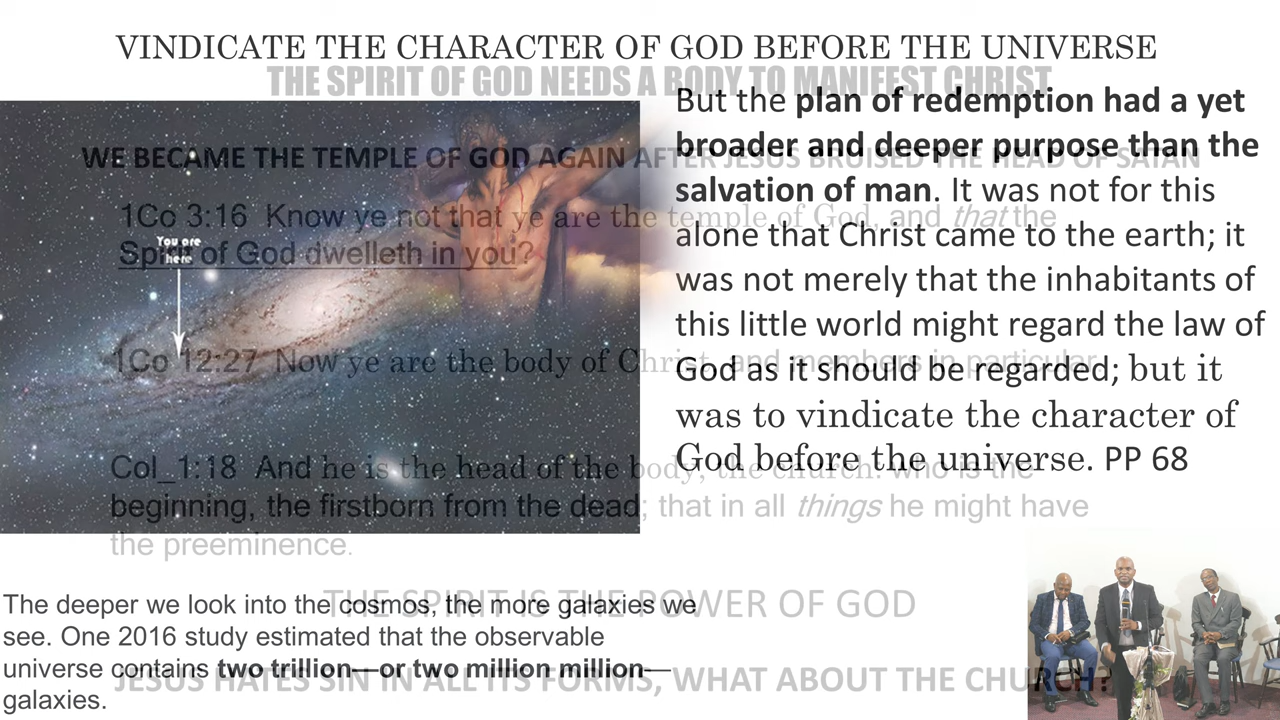 VINDICATE THE CHARACTER OF GOD BEFORE THE UNIVERSE
THE SPIRIT OF GOD NEEDS A BODY TO MANIFEST CHRIST
But the plan of redemption had a yet
broader and deeper purpose than the
salvation of man. It was not for this
alone that Christ came to the earth; it
was not merely that the inhabitants of
this little world might regard the law of
God as it should be regarded; but it
was to vindicate the character of
God before the universe. PP 68
WE BECAME THE TEMPLE OF GOD AGAIN AFTER JESUS BRUISED THE HEAD OF SATAN
1Co 3:16 Know ye not that ye are the temple of God, and that the
Spirit of God dwelleth in you?
You are
here
1Co 12:27 Now ye are the body of Christ, and members in particular.
Col_1:18 And he is the head of the body, the church: who is the
beginning, the firstborn from the dead; that in all things he might have
the preeminence.
The deeper we look into the cosmos, the more galaxies we
see. One 2016 study estimated that the observable
universe contains two trillion—or two million million—
galaxies.
THE SPIRIT IS THE POWER OF GOD
JESUS HATES SIN IN ALL ITS FORMS, WHAT ABOUT THE CHURCH?